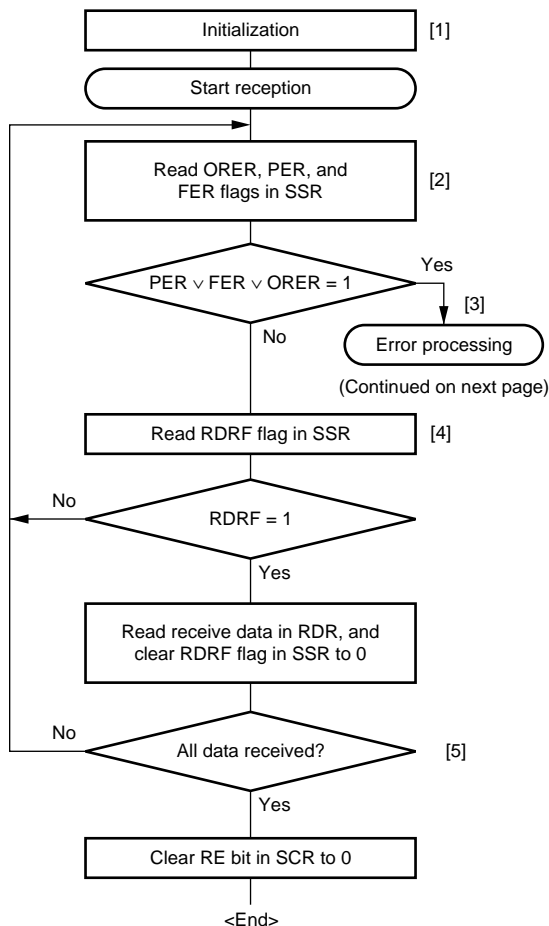 Initialization
[1]
Start reception
Read ORER, PER, and
FER flags in SSR
[2]
PER ∨ FER ∨ ORER = 1
Yes
[3]
No
Error processing
(Continued on next page)
Read RDRF flag in SSR
[4]
No
RDRF = 1
Yes
Read receive data in RDR, and
clear RDRF flag in SSR to 0
No
All data received?
[5]
Yes
Clear RE bit in SCR to 0
<End>